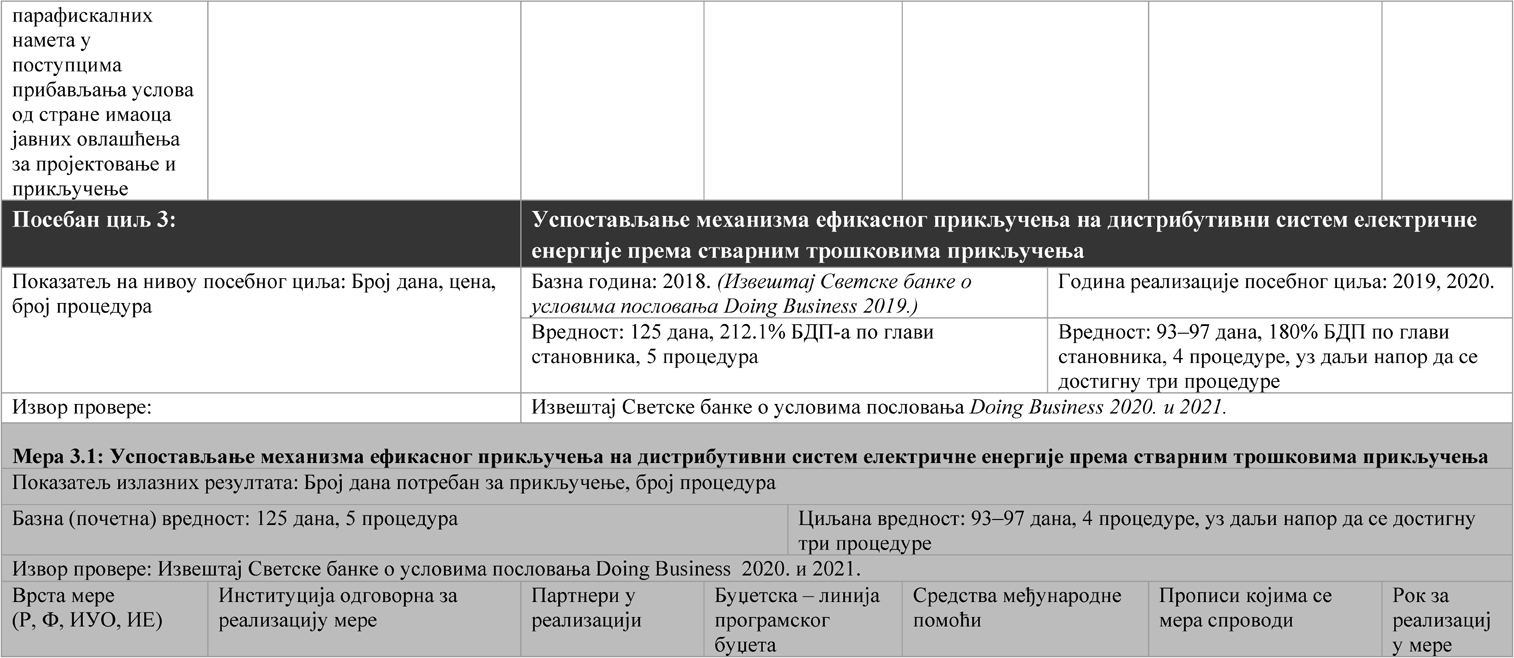 парафискалних
намета у
поступцима
прибављања услова
од стране имаоца
јавних овлашћења
за пројектовање и
прикључење
Посебан циљ 3:
Успостављање механизма ефикасног прикључења на дистрибутивни систем електричне
енергије према стварним трошковима прикључења
Показатељ на нивоу посебног циља: Број дана, цена,
број процедура
Базна година: 2018. (Извештај Светске банке о
условима пословања Doing Business 2019.)
Година реализације посебног циља: 2019, 2020.
Вредност: 125 дана, 212.1% БДП-а по глави
становника, 5 процедура
Вредност: 93–97 дана, 180% БДП по глави
становника, 4 процедуре, уз даљи напор да се
достигну три процедуре
Извор провере:
Извештај Светске банке о условима пословања Doing Business 2020. и 2021.
Мера 3.1: Успостављање механизма ефикасног прикључења на дистрибутивни систем електричне енергије према стварним трошковима прикључења
Показатељ излазних резултата: Број дана потребан за прикључење, број процедура
Базна (почетна) вредност: 125 дана, 5 процедура
Циљана вредност: 93–97 дана, 4 процедуре, уз даљи напор да се достигну
три процедуре
Извор провере: Извештај Светске банке о условима пословања Doing Business 2020. и 2021.
Врста мере
(Р, Ф, ИУО, ИЕ)
Институција одговорна за
реализацију мере
Партнери у
реализацији
Буџетска – линија
програмског
буџета
Средства међународне
помоћи
Прописи којима се
мера спроводи
Рок за
реализациј
у мере